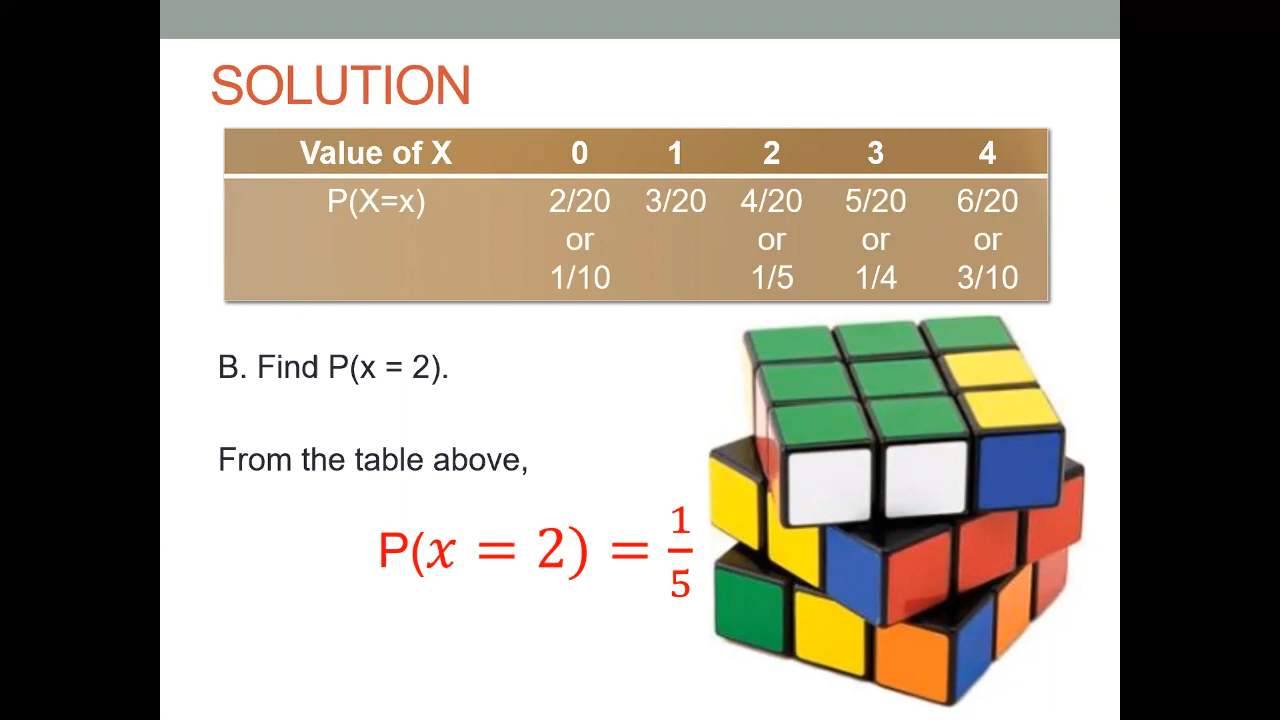 SOLUTION
Value of X 0 1 2 3 4
P(X=x) 2/20 3/20 4/20 5/20 6/20
or or or or
1/10 1/5 1/4 3/10
B. Find P(x = 2).
From the table above,
P(x = 2) = 1/5